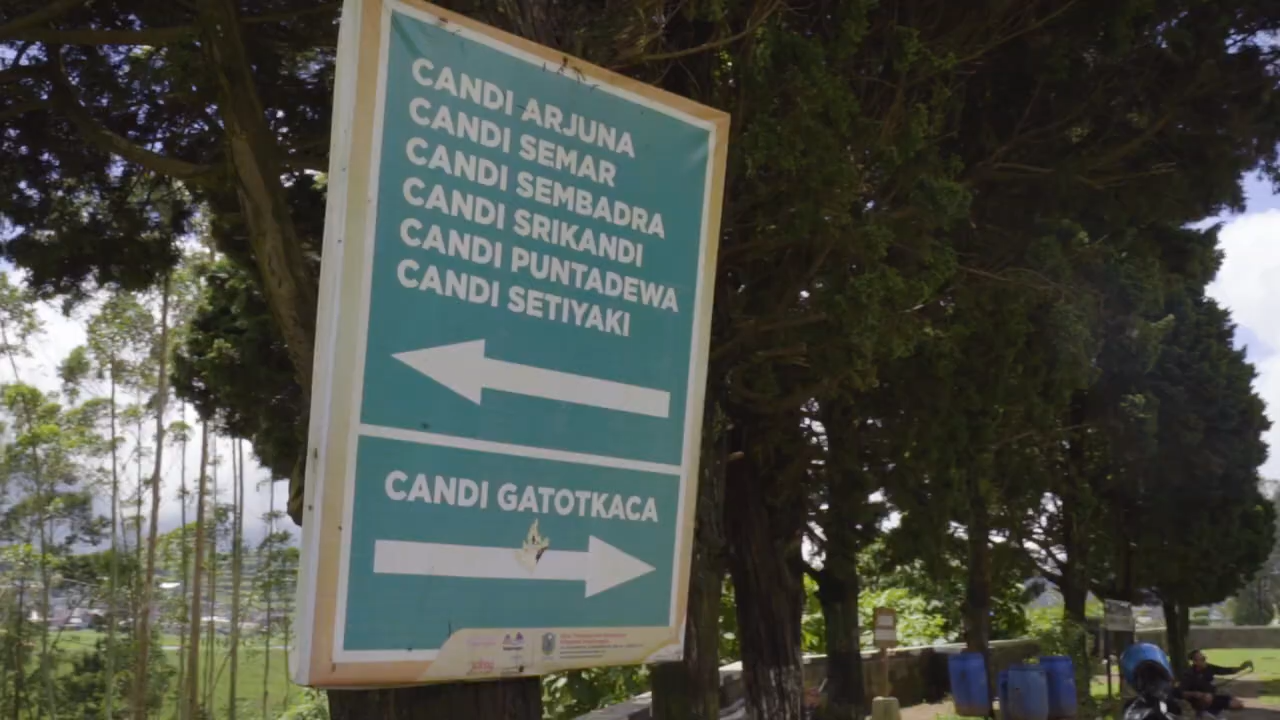 CANDI ARJUNA
CANDI SEMAR
CANDI SEMBADRA
CANDI SRIKANDI
CANDI PUNTADEWA
CANDI SETIYAKI
CANDI GATOTKACA